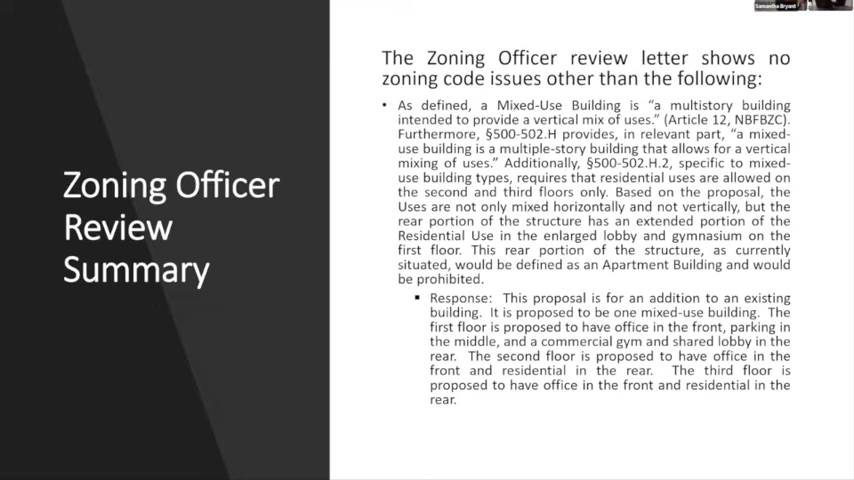 Samantha Bryant
Zoning Officer
Review
Summary
The Zoning Officer review letter shows no
zoning code issues other than the following:
• As defined, a Mixed-Use Building is “a multistory building
intended to provide a vertical mix of uses.” (Article 12, NBFBZC).
Furthermore, §500-502.H provides, in relevant part, “a mixed-
use building is a multiple-story building that allows for a vertical
mixing of uses.” Additionally, §500-502.H.2, specific to mixed-
use building types, requires that residential uses are allowed on
the second and third floors only. Based on the proposal, the
Uses are not only mixed horizontally and not vertically, but the
rear portion of the structure has an extended portion of the
Residential Use in the enlarged lobby and gymnasium on the
first floor. This rear portion of the structure, as currently
situated, would be defined as an Apartment Building and would
be prohibited.
▪ Response: This proposal is for an addition to an existing
building. It is proposed to be one mixed-use building. The
first floor is proposed to have office in the front, parking in
the middle, and a commercial gym and shared lobby in the
rear. The second floor is proposed to have office in the
front and residential in the rear. The third floor is
proposed to have office in the front and residential in the
rear.